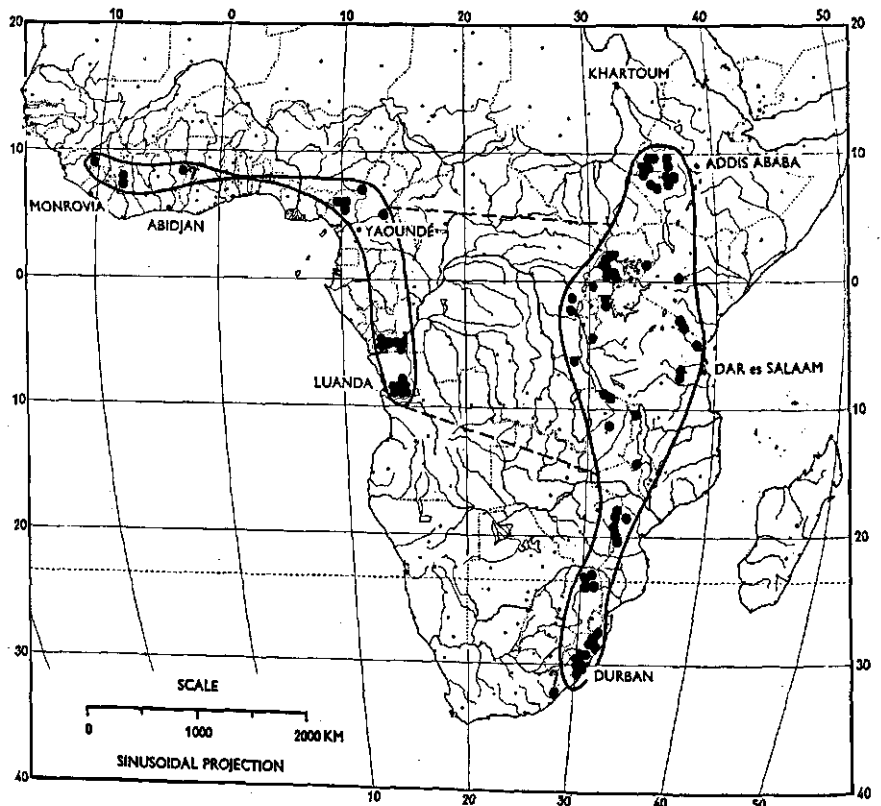 20 10 0 10 20 30 40 50 20
KHARTOUM
10 ADDIS ABABA 10
MONROVIA
ABIDJAN
YAOUNDÉ
0 0
LUANDA
DAR es SALAAM
10 10
20 20
30 30
DURBAN
SCALE
0 1000 2000 KM
SINUSOIDAL PROJECTION
40 40
10 20 30 40 50